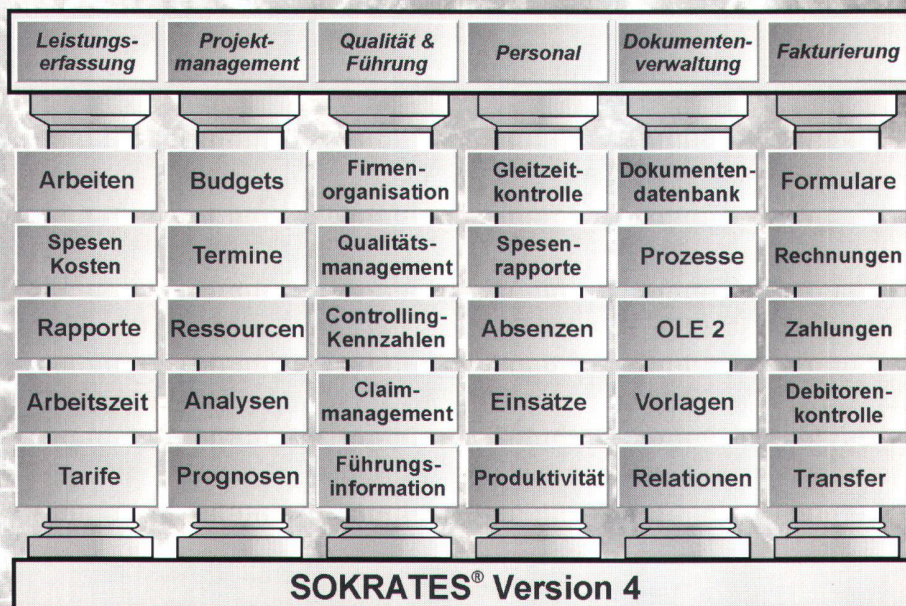 Leistungs-
erfassung
Projekt-
management
Qualität &
Führung
Personal
Dokumenten-
verwaltung
Fakturierung
Arbeiten
Budgets
Firmen-
organisation
Gleitzeit-
kontrolle
Dokumenten-
datenbank
Formulare
Spesen
Kosten
Termine
Qualitäts-
management
Spesen-
rapporte
Prozesse
Rechnungen
Rapporte
Ressourcen
Controlling-
Kennzahlen
Absenzen
OLE 2
Zahlungen
Arbeitszeit
Analysen
Claim-
management
Einsätze
Vorlagen
Debitoren-
kontrolle
Tarife
Prognosen
Führungs-
information
Produktivität
Relationen
Transfer
SOKRATES® Version 4